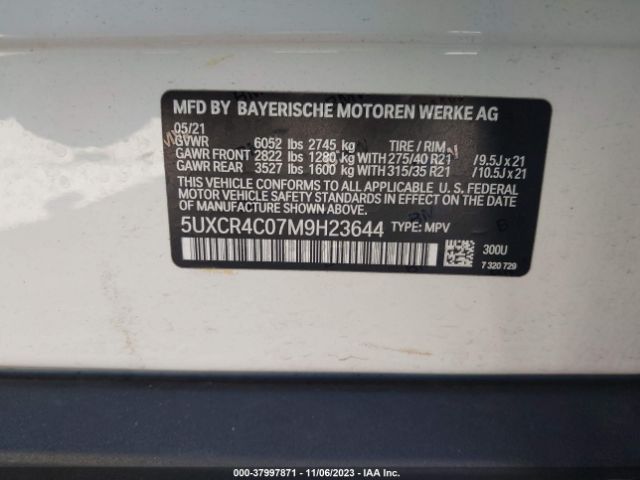 MFD BY BAYERISCHE MOTOREN WERKE AG
05/21
GVWR 6052 lbs 2745 kg TIRE / RIM
GAWR FRONT 2822 lbs 1280 kg WITH 275/40 R21 /9.5J x 21
GAWR REAR 3527 lbs 1600 kg WITH 315/35 R21 /10.5J x 21
THIS VEHICLE CONFORMS TO ALL APPLICABLE U. S. FEDERAL
MOTOR VEHICLE SAFETY STANDARDS IN EFFECT ON THE DATE
OF MANUFACTURE SHOWN ABOVE.
5UXCR4C07M9H23644 TYPE: MPV
300U
7 320 729
000-37997871 - 11/06/2023 - IAAI.COM